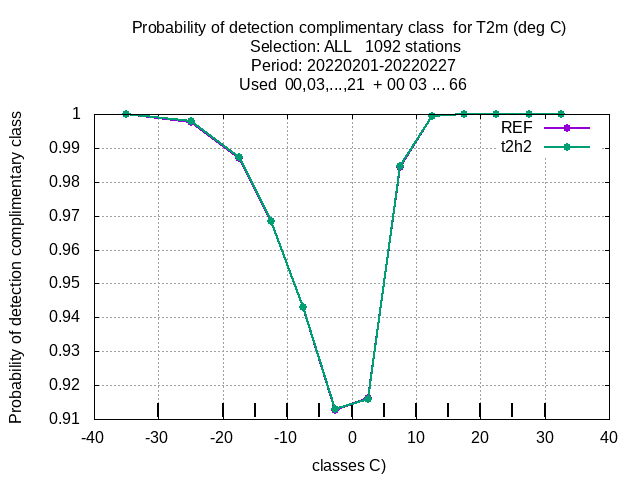 Probability of detection complimentary class  for T2m (deg C)
Selection: ALL   1092 stations
Period: 20220201-20220227
Used  00,03,...,21  + 00 03 ... 66
Probability of detection complimentary class
1
0.99
0.98
0.97
0.96
0.95
0.94
0.93
0.92
0.91
REF
t2h2
-40
-30
-20
-10
0
10
20
30
40
classes C)